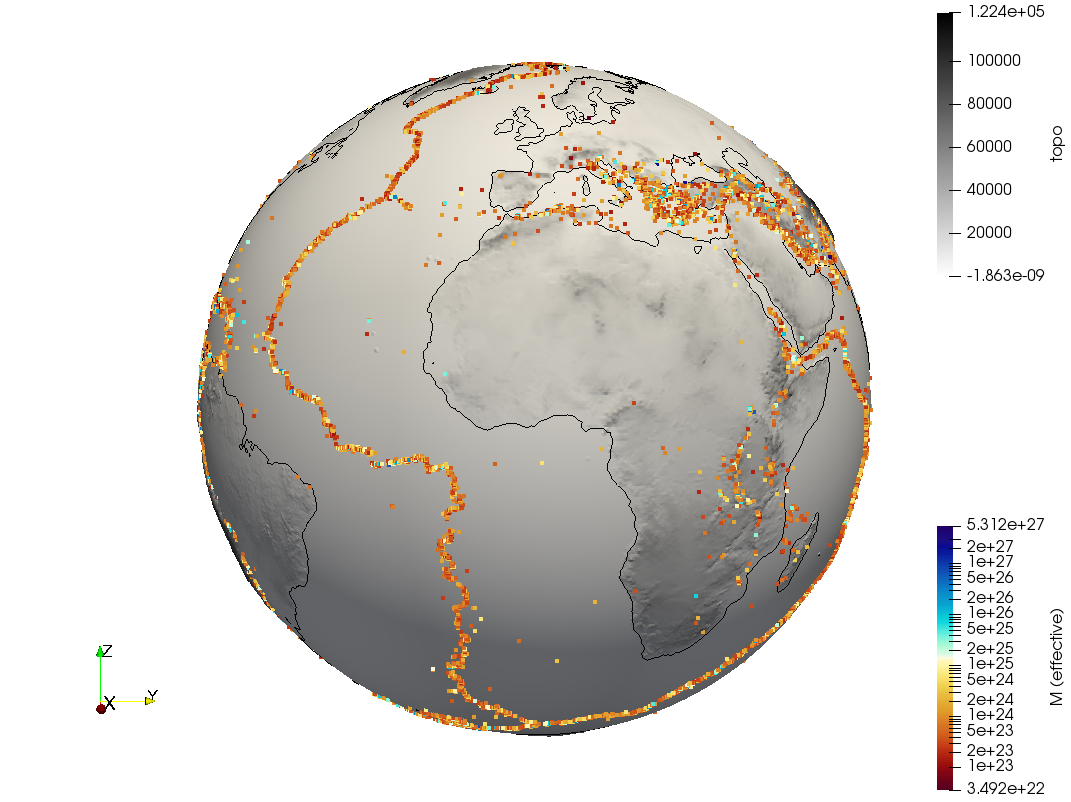 1.224e+05
100000
80000
60000
40000
20000
-1.863e-09
topo
5.312e+27
2e+27
1e+27
5e+26
2e+26
1e+26
5e+25
2e+25
1e+25
5e+24
2e+24
1e+24
5e+23
2e+23
1e+23
3.492e+22
M (effective)
Z
X
Y